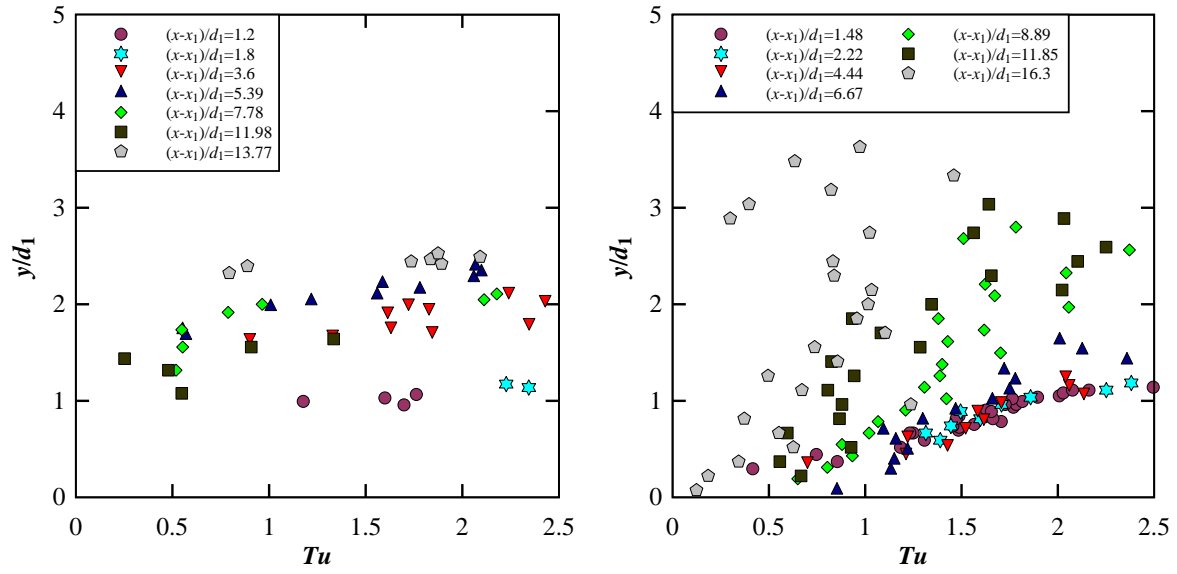 5
4
3
2
1
0
y/d1
0
0.5
1
1.5
2
2.5
Tu
(x-x1)/d1=1.2
(x-x1)/d1=1.8
(x-x1)/d1=3.6
(x-x1)/d1=5.39
(x-x1)/d1=7.78
(x-x1)/d1=11.98
(x-x1)/d1=13.77
5
4
3
2
1
0
y/d1
0
0.5
1
1.5
2
2.5
Tu
(x-x1)/d1=1.48
(x-x1)/d1=2.22
(x-x1)/d1=4.44
(x-x1)/d1=6.67
(x-x1)/d1=8.89
(x-x1)/d1=11.85
(x-x1)/d1=16.3